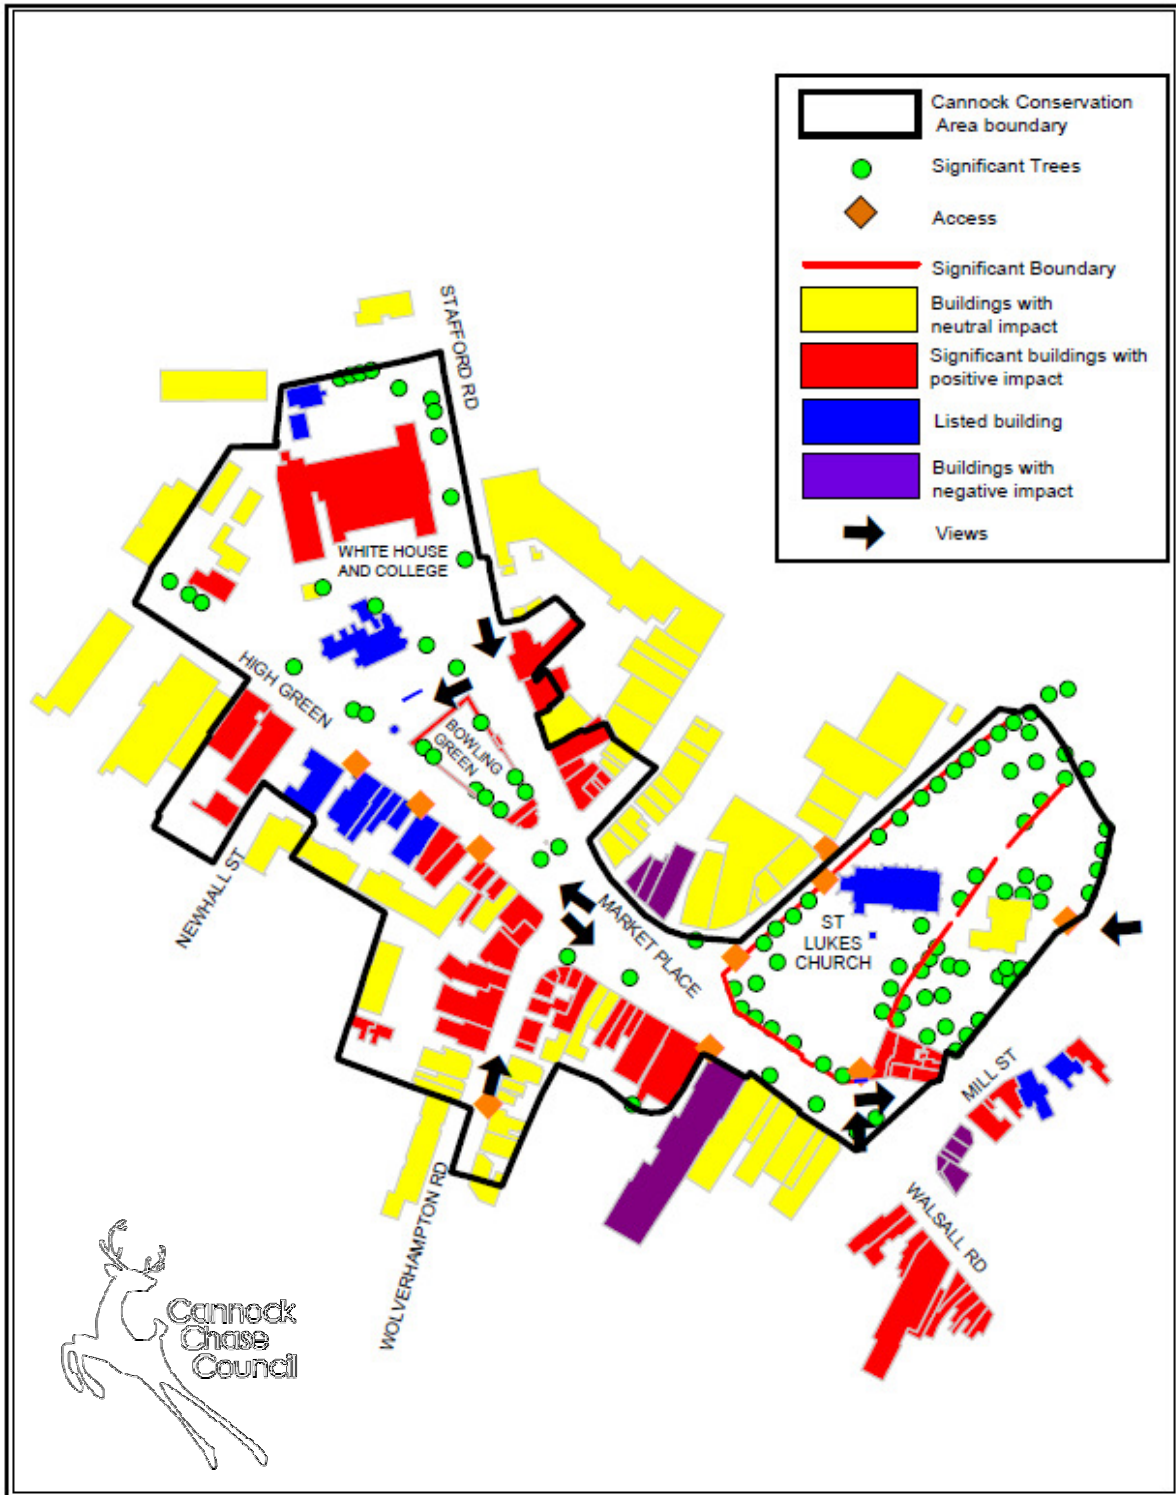 Cannock Conservation
Area boundary
Significant Trees
Access
Significant Boundary
Buildings with
neutral impact
Significant buildings with
positive impact
Listed building
Buildings with
negative impact
Views
STAFFORD RD
WHITE HOUSE
AND COLLEGE
HIGH GREEN
BOWLING
GREEN
NEWHALL ST
MARKET PLACE
ST
LUKES
CHURCH
MILL ST
WALSALL RD
WOLVERHAMPTON RD
Cannock
Chase
Council